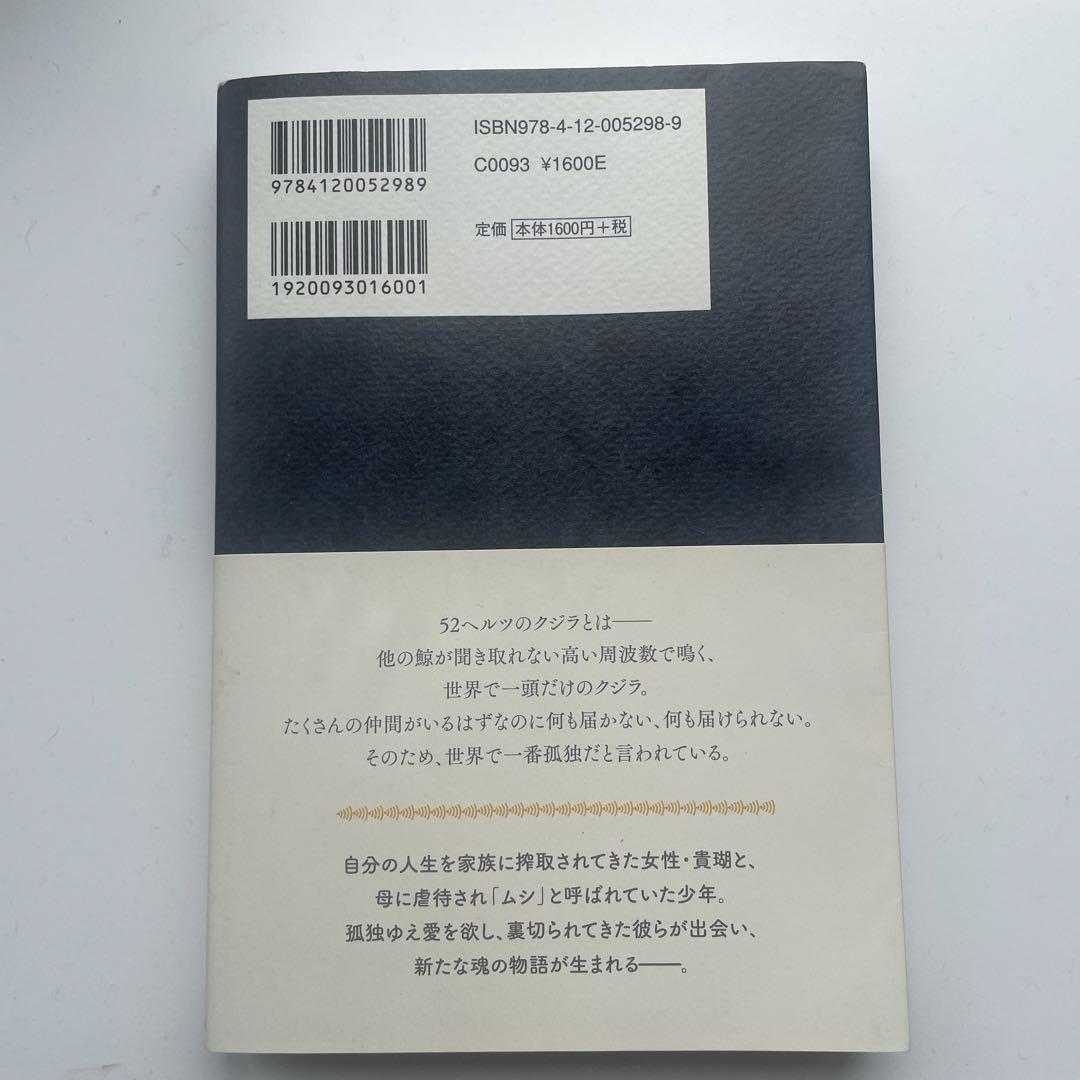 ISBN978-4-12-005298-9
C0093 ¥1600E
9784120052989
定価 本体1600円+税
1920093016001
52ヘルツのクジラとは――
他の鯨が聞き取れない高い周波数で鳴く、
世界で一頭だけのクジラ。
たくさんの仲間がいるはずなのに何も届かない、何も届けられない。
そのため、世界で一番孤独だと言われている。
自分の人生を家族に搾取されてきた女性・貴瑚と、
母に虐待され「ムシ」と呼ばれていた少年。
孤独ゆえ愛を欲し、裏切られてきた彼らが出会い、
新たな魂の物語が生まれる――。